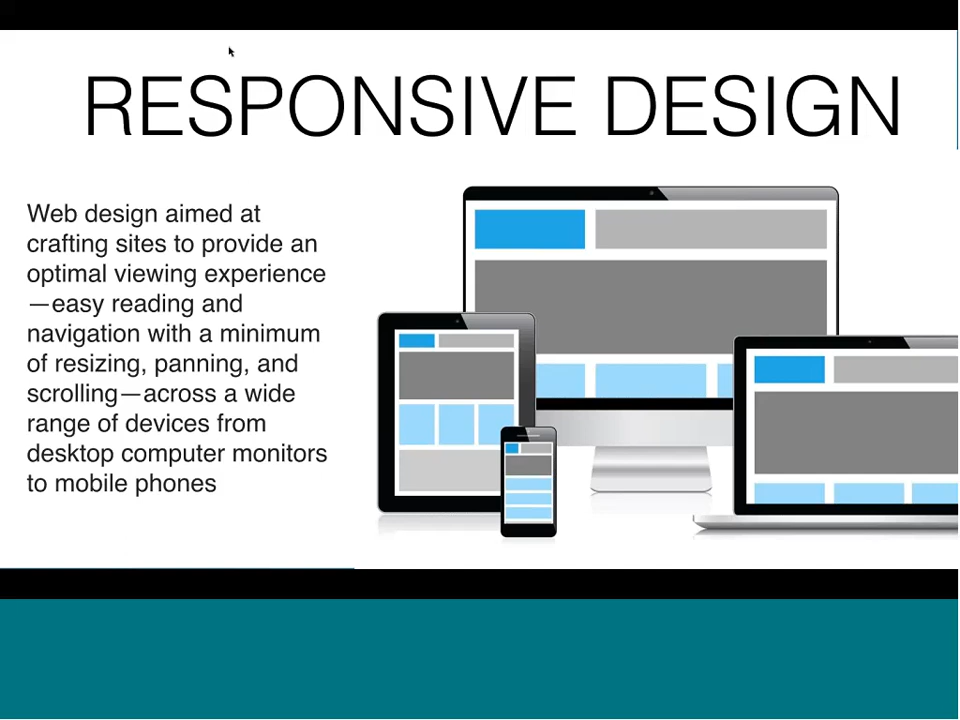 RESPONSIVE DESIGN
Web design aimed at
crafting sites to provide an
optimal viewing experience
—easy reading and
navigation with a minimum
of resizing, panning, and
scrolling—across a wide
range of devices from
desktop computer monitors
to mobile phones